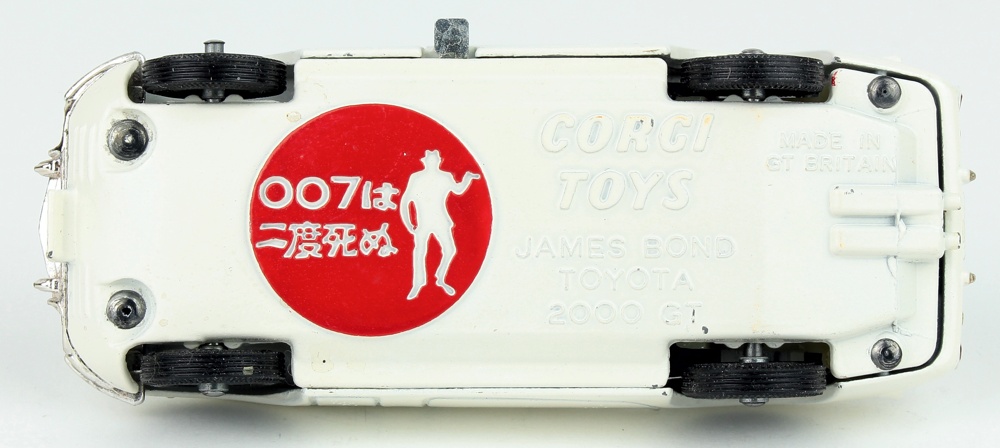 007は
二度死ぬ
CORGI
TOYS
JAMES BOND
TOYOTA
2000 GT
MADE IN
GT BRITAIN